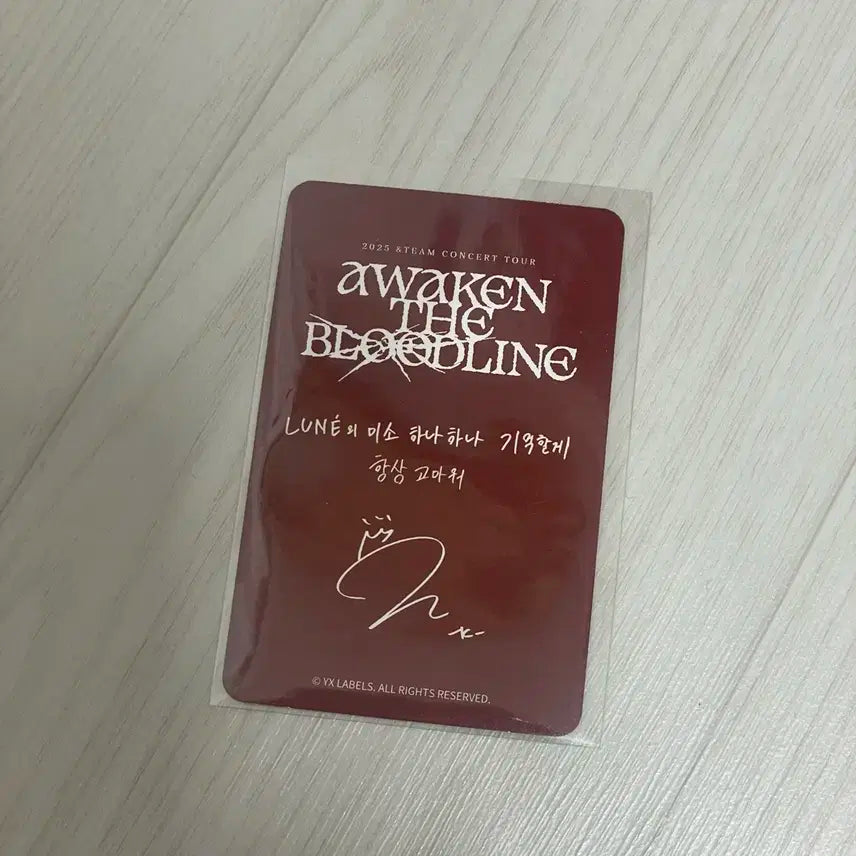 2025 &TEAM CONCERT TOUR
AWAKEN
THE
BLOODLINE
LUNÉ의 미소 하나하나 기억할게
항상 고마워
© YX LABELS. ALL RIGHTS RESERVED.